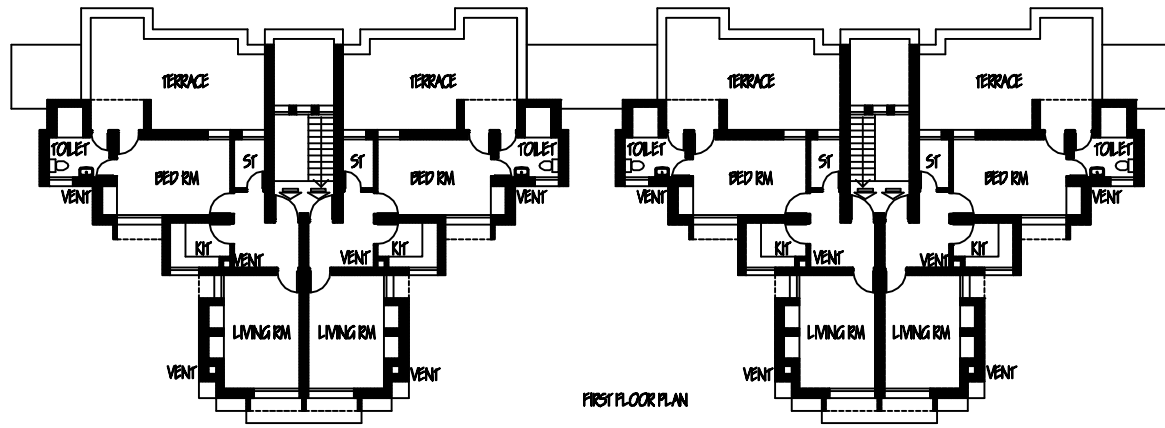 TERRACE TERRACE TERRACE TERRACE
TOILET ST ST TOILET TOILET ST ST TOILET
BED RM BED RM BED RM BED RM
VENT VENT VENT VENT
KIT KIT KIT KIT
VENT VENT VENT VENT
LIVING RM LIVING RM LIVING RM LIVING RM
VENT VENT VENT VENT
FIRST FLOOR PLAN